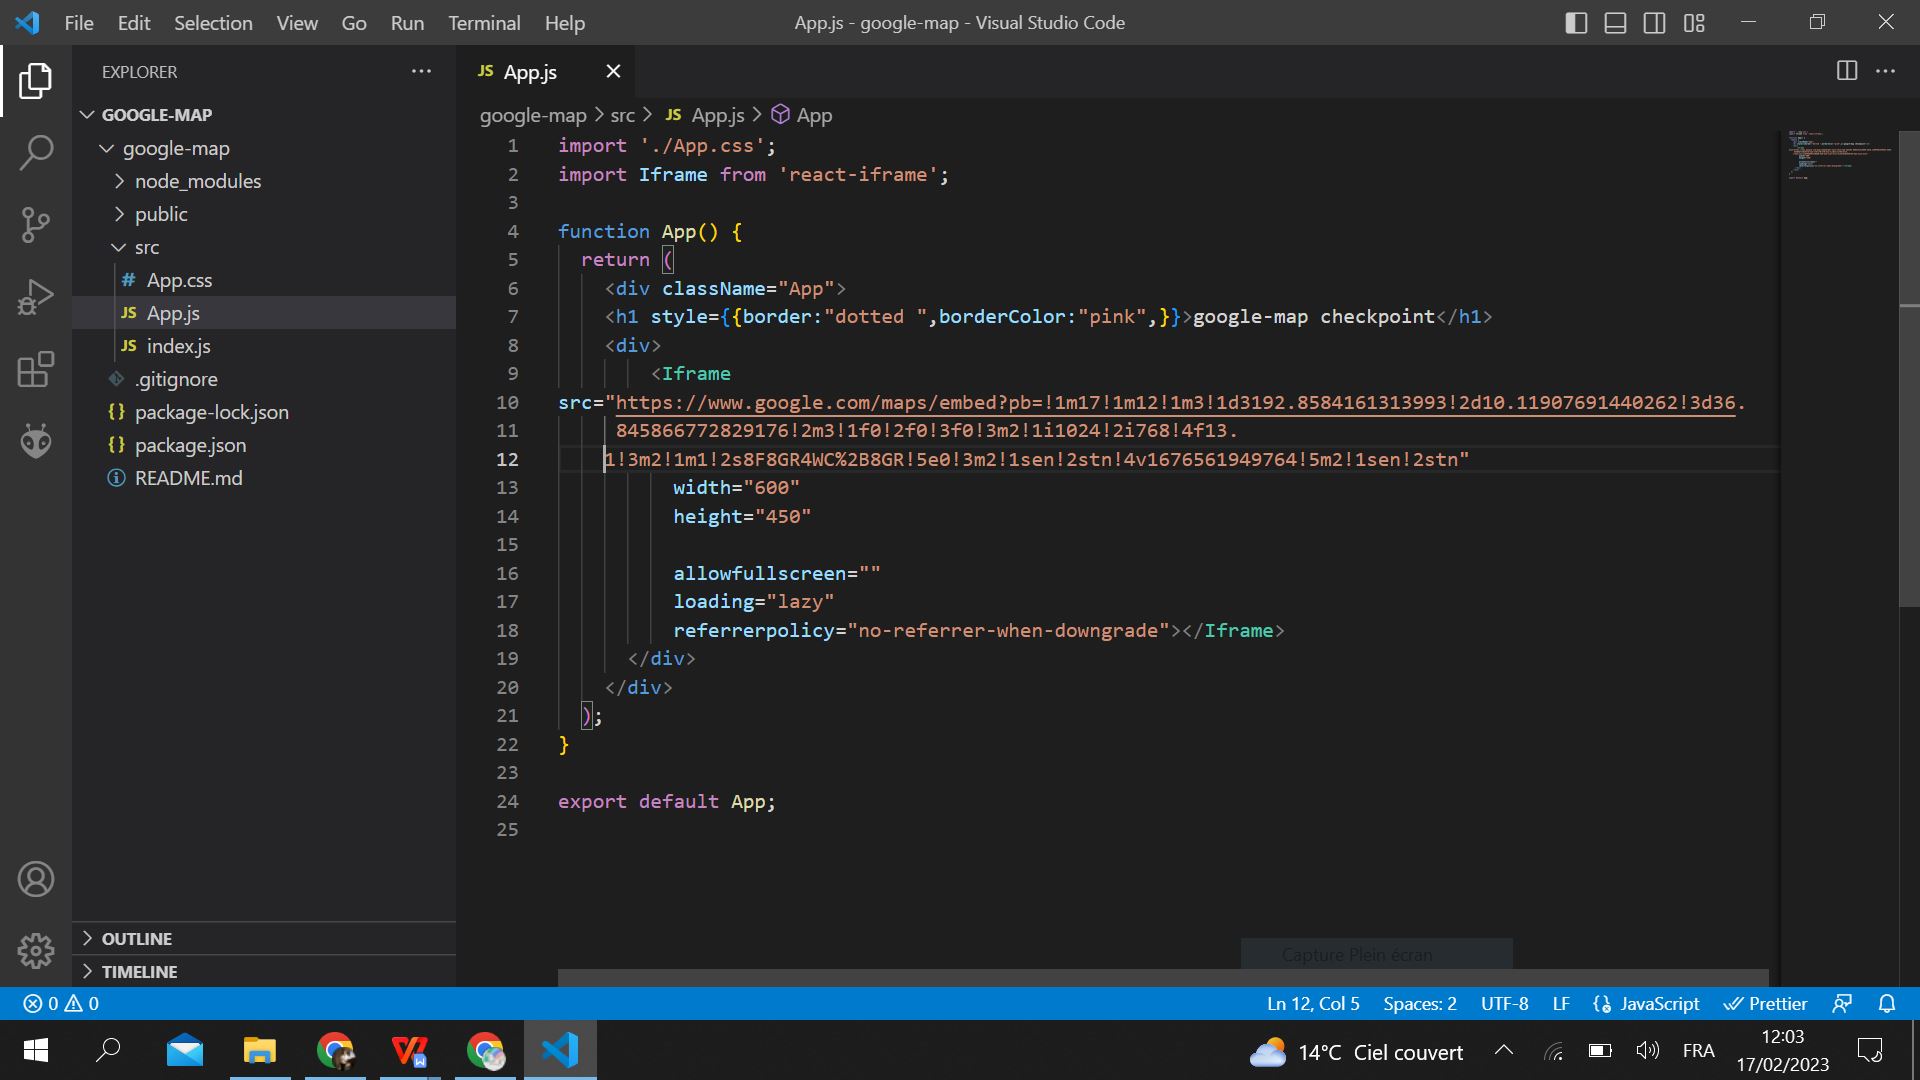 File Edit Selection View Go Run Terminal Help
App.js - google-map - Visual Studio Code
EXPLORER
GOOGLE-MAP
google-map
node_modules
public
src
# App.css
JS App.js
JS index.js
.gitignore
{} package-lock.json
{} package.json
README.md
OUTLINE
TIMELINE
JS App.js
google-map > src > JS App.js > App
1 import './App.css';
2 import Iframe from 'react-iframe';
3
4 function App() {
5 return (
6 <div className="App">
7 <h1 style={{border:"dotted ",borderColor:"pink",}}>google-map checkpoint</h1>
8 <div>
9 <Iframe
10 src="https://www.google.com/maps/embed?pb=!1m17!1m12!1m3!1d3192.8584161313993!2d10.11907691440262!3d36.
11 845866772829176!2m3!1f0!2f0!3f0!3m2!1i1024!2i768!4f13.
12 1!3m2!1m1!2s8F8GR4WC%2B8GR!5e0!3m2!1sen!2stn!4v1676561949764!5m2!1sen!2stn"
13 width="600"
14 height="450"
15
16 allowfullscreen=""
17 loading="lazy"
18 referrerpolicy="no-referrer-when-downgrade"></Iframe>
19 </div>
20 </div>
21 );
22 }
23
24 export default App;
25
Capture Plein écran
0 0
Ln 12, Col 5 Spaces: 2 UTF-8 LF JavaScript Prettier
14°C Ciel couvert
FRA
12:03
17/02/2023